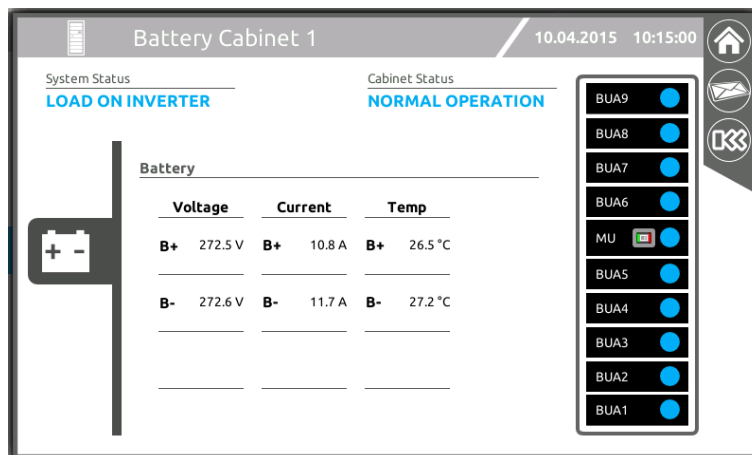 Battery Cabinet 1
10.04.2015 10:15:00
System Status
LOAD ON INVERTER
Cabinet Status
NORMAL OPERATION
Battery
Voltage Current Temp
B+ 272.5 V B+ 10.8 A B+ 26.5 °C
B- 272.6 V B- 11.7 A B- 27.2 °C
BUA9
BUA8
BUA7
BUA6
MU
BUA5
BUA4
BUA3
BUA2
BUA1